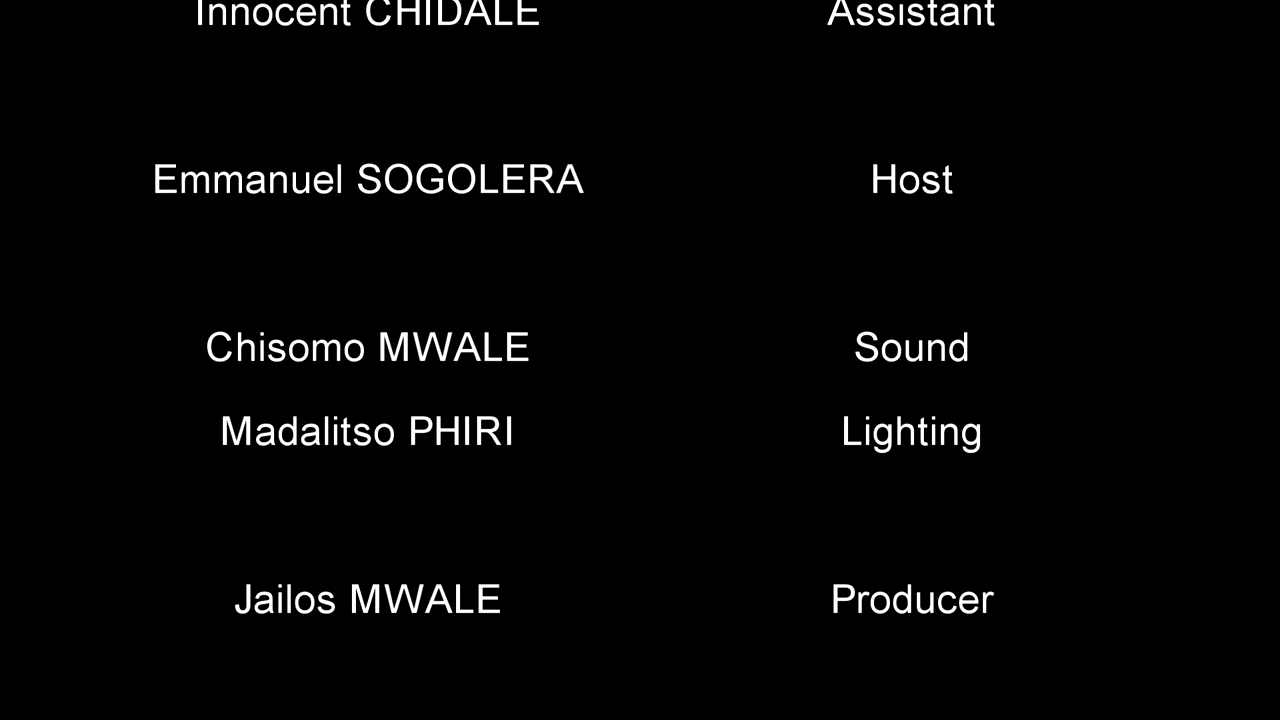 Innocent CHIDALE Assistant
Emmanuel SOGOLERA Host
Chisomo MWALE Sound
Madalitso PHIRI Lighting
Jailos MWALE Producer